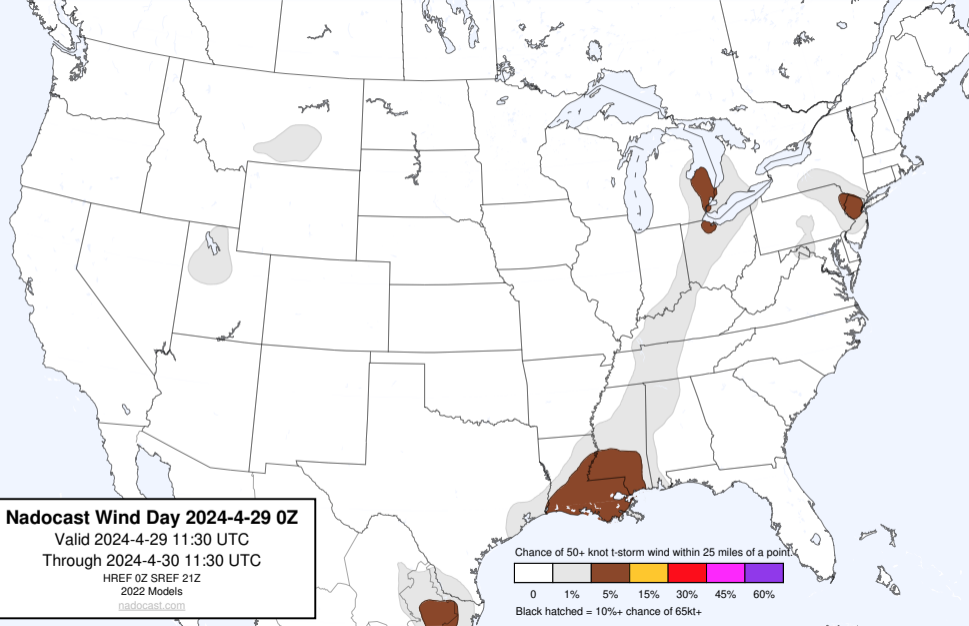 Nadocast Wind Day 2024-4-29 0Z
Valid 2024-4-29 11:30 UTC
Through 2024-4-30 11:30 UTC
HREF 0Z SREF 21Z
2022 Models
nadocast.com
Chance of 50+ knot t-storm wind within 25 miles of a point.
0 1% 5% 15% 30% 45% 60%
Black hatched = 10%+ chance of 65kt+